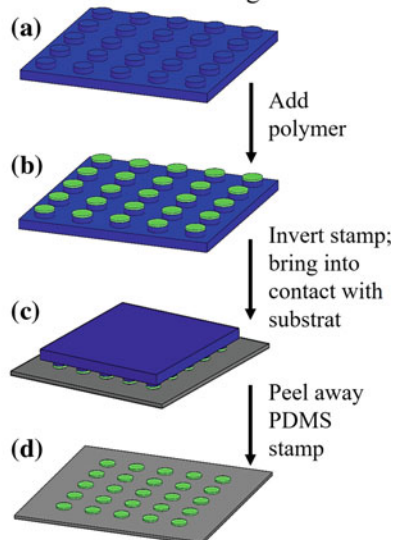 (a)
Add
polymer
(b)
Invert stamp;
bring into
contact with
substrat
(c)
Peel away
PDMS
stamp
(d)